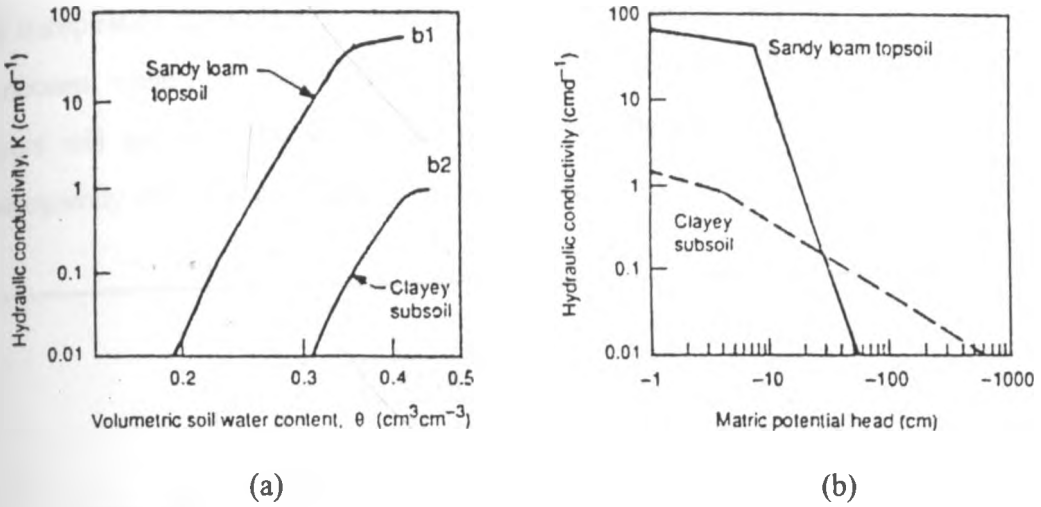 100
10
1
0.1
0.01
Hydraulic conductivity, K (cm d⁻¹)
Sandy loam
topsoil
b1
b2
Clayey
subsoil
0.2
0.3
0.4
0.5
Volumetric soil water content, θ (cm³cm⁻³)
(a)
100
10
1
0.1
0.01
Hydraulic conductivity (cmd⁻¹)
Sandy loam topsoil
Clayey
subsoil
-1
-10
-100
-1000
Matric potential head (cm)
(b)